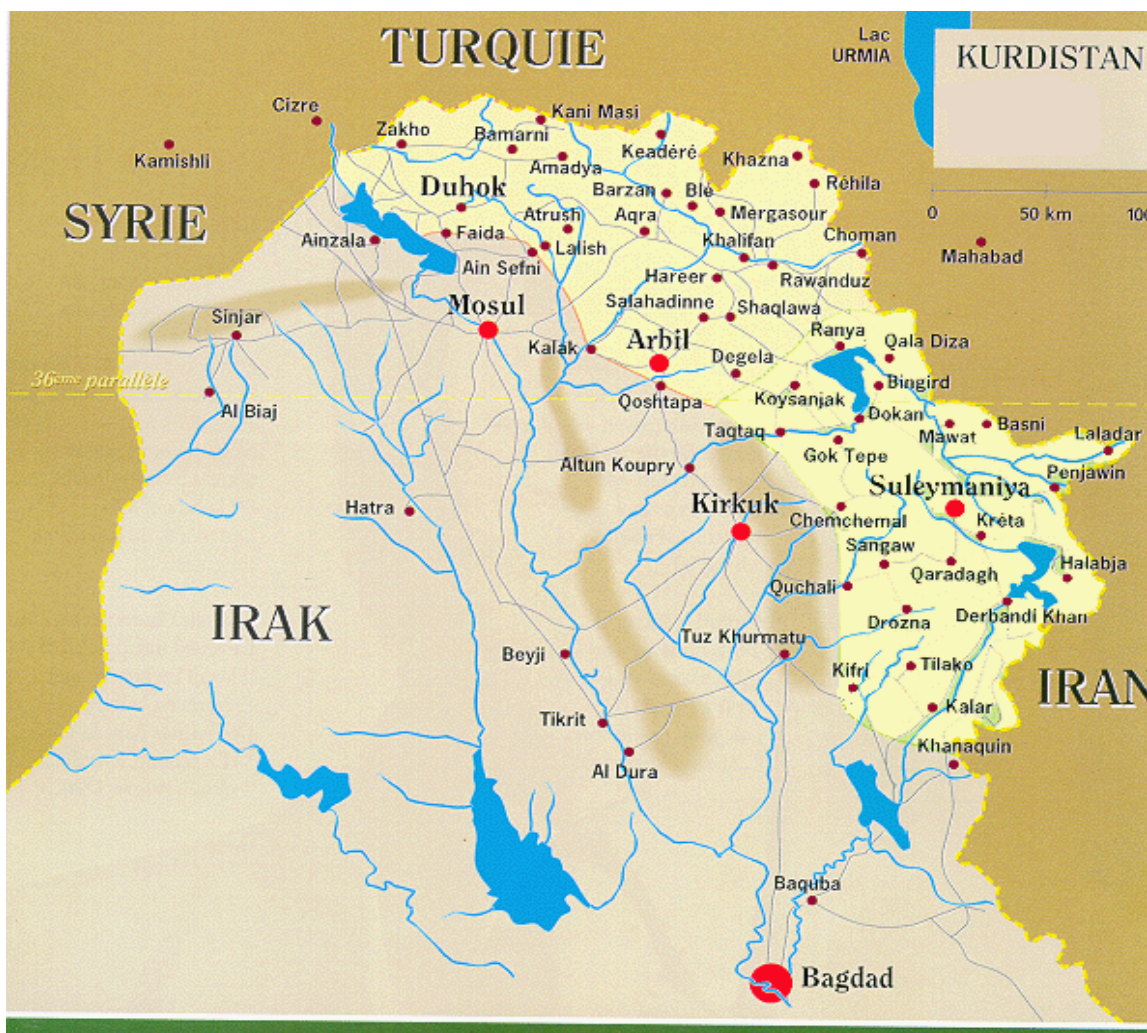 TURQUIE
Lac
URMIA
KURDISTAN
Cizre
Kani Masi
Zakho
Bamarni
Kamishli
Amadya
Keadéré
Khazna
Duhok
Barzan
Blé
Réhila
SYRIE
Atrush
Aqra
Mergasour
0
50 km
100
Ainzala
Faida
Lalish
Khalifan
Choman
Mahabad
Ain Sefni
Hareer
Rawanduz
Mosul
Salahadinne
Shaqlawa
Sinjar
Ranya
Kalak
Arbil
Degela
Qala Diza
36ème parallèle
Al Biaj
Qoshtapa
Koysanjak
Bingird
Dokan
Taqtaq
Mawat
Basni
Laladar
Altun Koupry
Gok Tepe
Penjawin
Hatra
Kirkuk
Suleymaniya
Chemchemal
Kréta
Sangaw
Qaradagh
Halabja
Quchali
IRAK
Drozna
Derbandi Khan
Beyji
Tuz Khurmatu
Kifri
Tilako
IRAN
Tikrit
Kalar
Al Dura
Khanaquin
Baquba
Bagdad